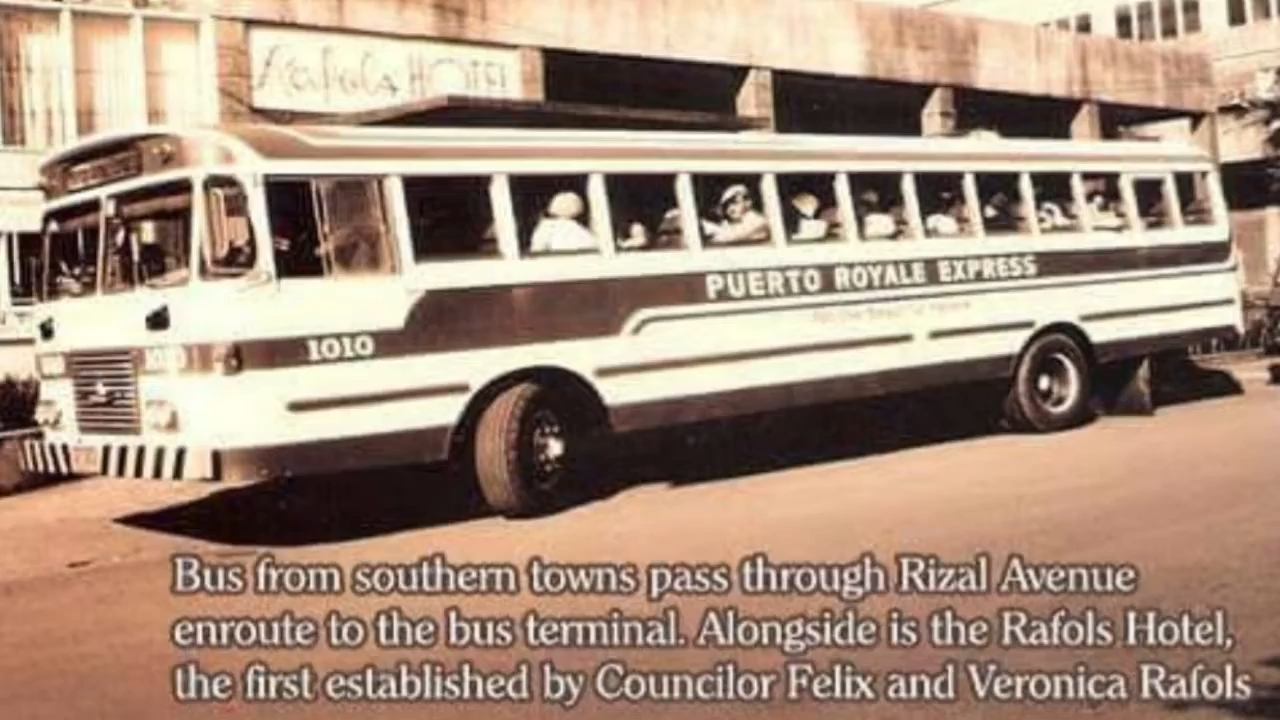 Rafols HOTEL
PUERTO ROYALE EXPRESS
1010
Bus from southern towns pass through Rizal Avenue
enroute to the bus terminal. Alongside is the Rafols Hotel,
the first established by Councilor Felix and Veronica Rafols